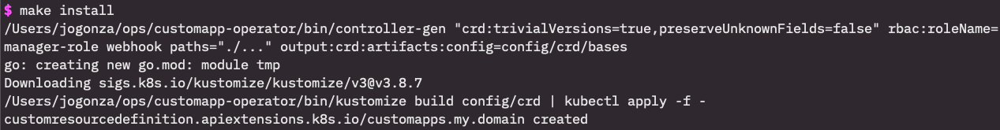 $ make install
/Users/jogonza/ops/customapp-operator/bin/controller-gen "crd:trivialVersions=true,preserveUnknownFields=false" rbac:roleName=
manager-role webhook paths="./..." output:crd:artifacts:config=config/crd/bases
go: creating new go.mod: module tmp
Downloading sigs.k8s.io/kustomize/kustomize/v3@v3.8.7
/Users/jogonza/ops/customapp-operator/bin/kustomize build config/crd | kubectl apply -f -
customresourcedefinition.apiextensions.k8s.io/customapps.my.domain created